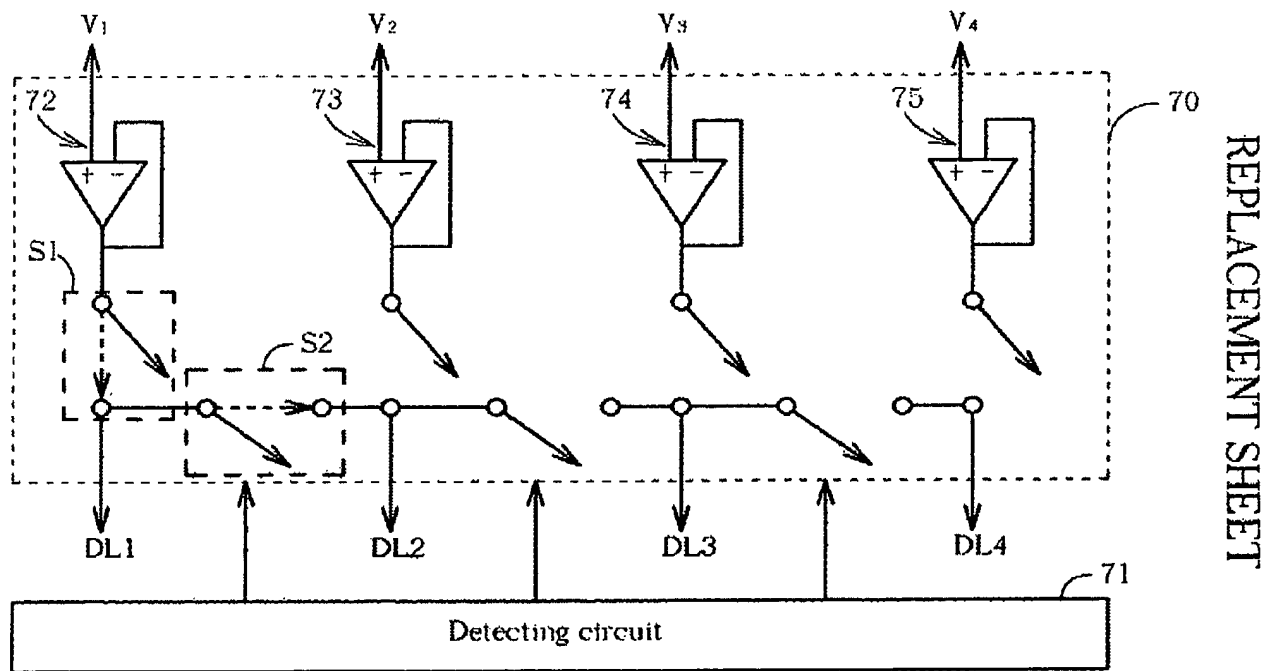 V1 V2 V3 V4
72 73 74 75 70
+ - + - + - + -
S1
S2
DL1 DL2 DL3 DL4
71
Detecting circuit
REPLACEMENT SHEET